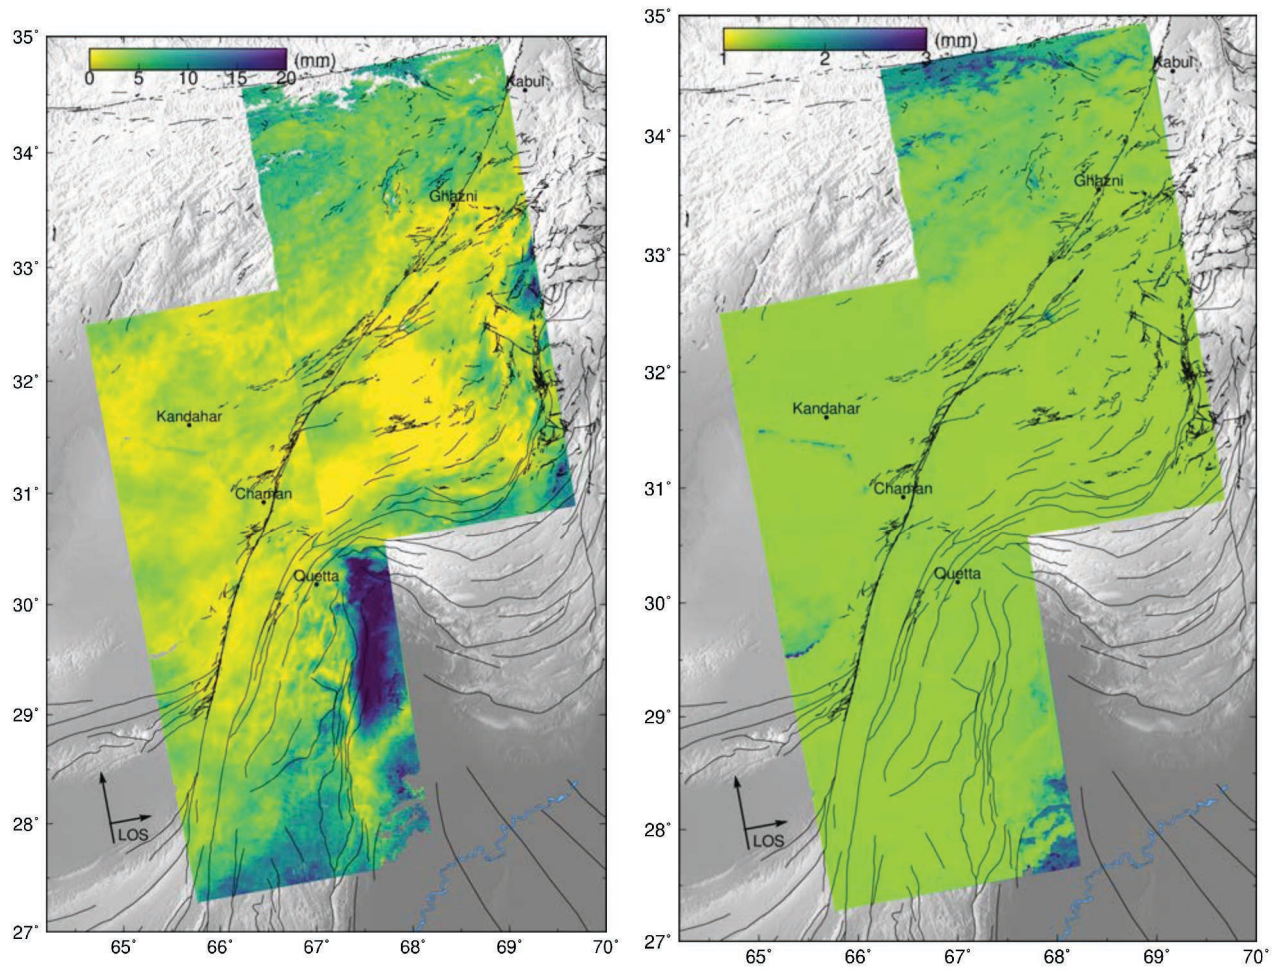 35°
34°
33°
32°
31°
30°
29°
28°
27°
65°
66°
67°
68°
69°
70°
0
5
10
15
20
(mm)
Kabul
Ghazni
Kandahar
Chaman
Quetta
LOS
35°
34°
33°
32°
31°
30°
29°
28°
27°
65°
66°
67°
68°
69°
70°
1
2
3
(mm)
Kabul
Ghazni
Kandahar
Chaman
Quetta
LOS